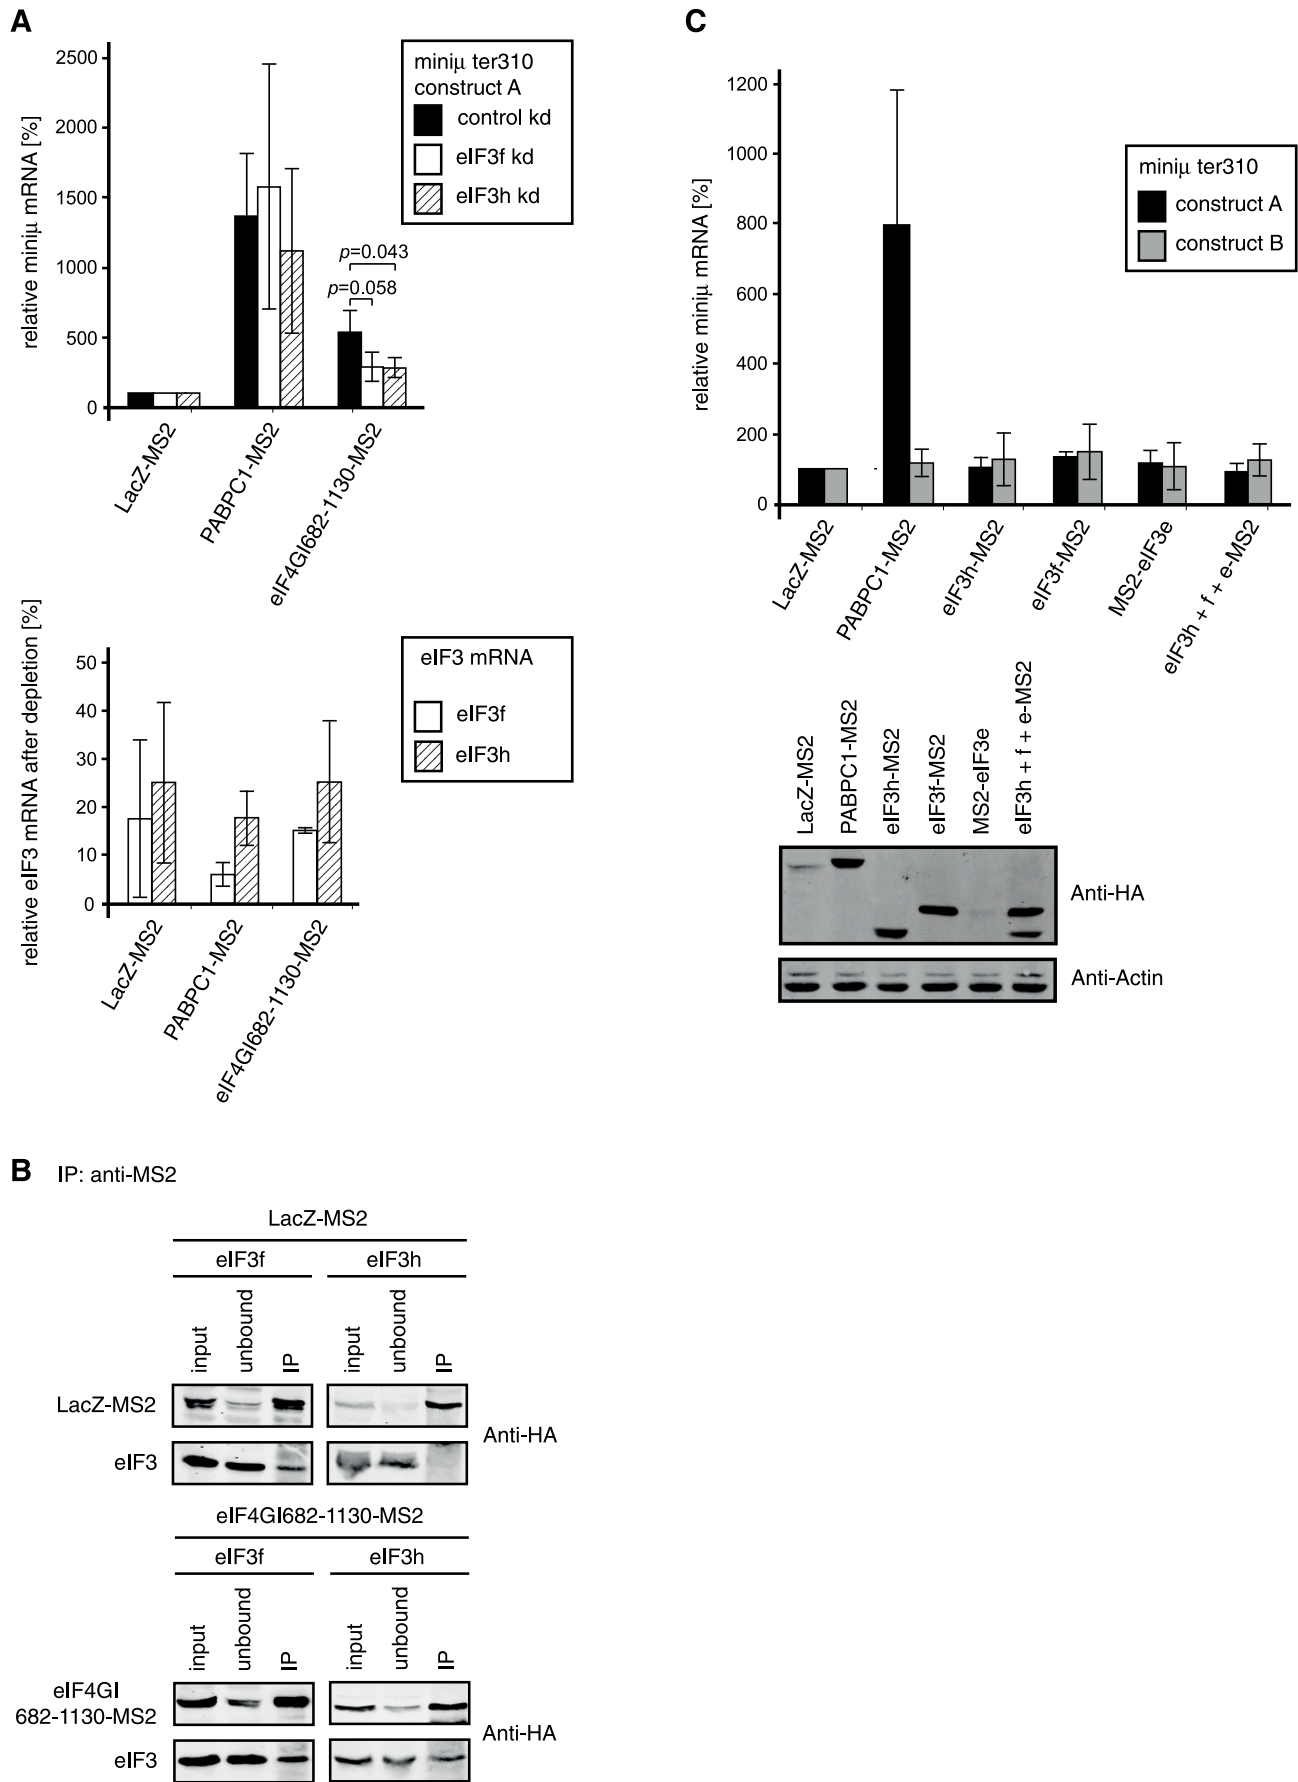 A
relative miniμ mRNA [%]
2500
2000
1500
1000
500
0
miniμ ter310
construct A
control kd
eIF3f kd
eIF3h kd
p=0.043
p=0.058
LacZ-MS2
PABPC1-MS2
eIF4GI682-1130-MS2
relative eIF3 mRNA after depletion [%]
50
40
30
20
10
0
eIF3 mRNA
eIF3f
eIF3h
LacZ-MS2
PABPC1-MS2
eIF4GI682-1130-MS2
C
relative miniμ mRNA [%]
1200
1000
800
600
400
200
0
miniμ ter310
construct A
construct B
LacZ-MS2
PABPC1-MS2
eIF3h-MS2
eIF3f-MS2
MS2-eIF3e
eIF3h + f + e-MS2
LacZ-MS2
PABPC1-MS2
eIF3h-MS2
eIF3f-MS2
MS2-eIF3e
eIF3h + f + e-MS2
Anti-HA
Anti-Actin
B IP: anti-MS2
LacZ-MS2
eIF3f eIF3h
input unbound IP input unbound IP
LacZ-MS2
Anti-HA
eIF3
eIF4GI682-1130-MS2
eIF3f eIF3h
input unbound IP input unbound IP
eIF4GI
682-1130-MS2
Anti-HA
eIF3